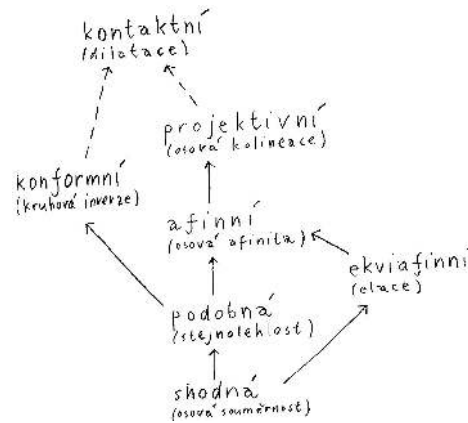 kontaktní
(dilatace)
projektivní
(osová kolineace)
konformní
(kruhová inverze)
afinní
(osová afinita)
ekviafinní
(elace)
podobná
(stejnolehlost)
shodná
(osová souměrnost)